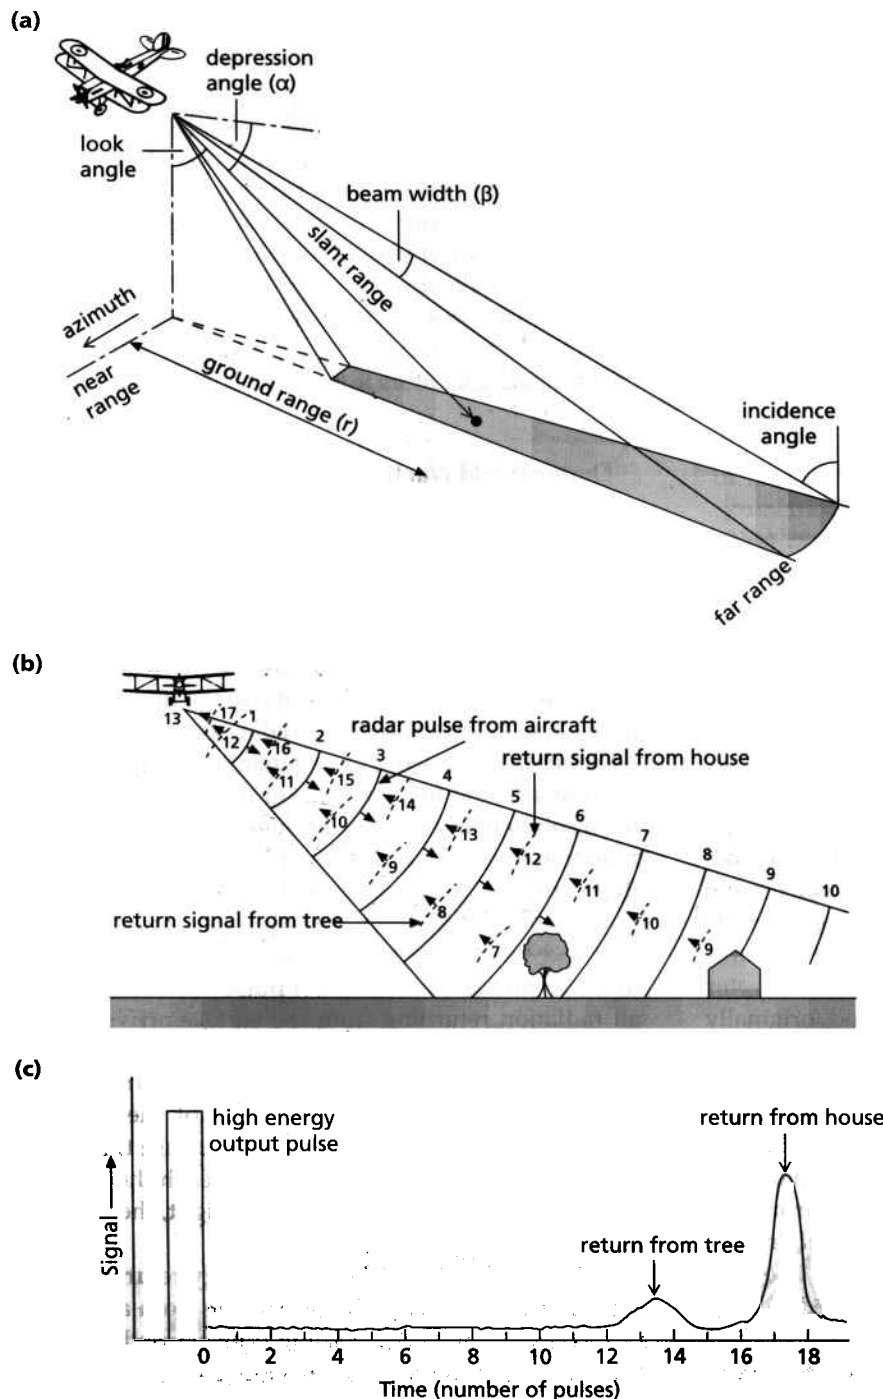 (a)
depression
angle (α)
look
angle
beam width (β)
slant range
azimuth
near
range
ground range (r)
incidence
angle
far range
(b)
13
17
1
12
16
2
radar pulse from aircraft
11
15
3
return signal from house
10
14
4
9
13
5
8
12
6
7
11
7
10
8
9
9
10
return signal from tree
(c)
high energy
output pulse
return from house
Signal
return from tree
0 2 4 6 8 10 12 14 16 18
Time (number of pulses)